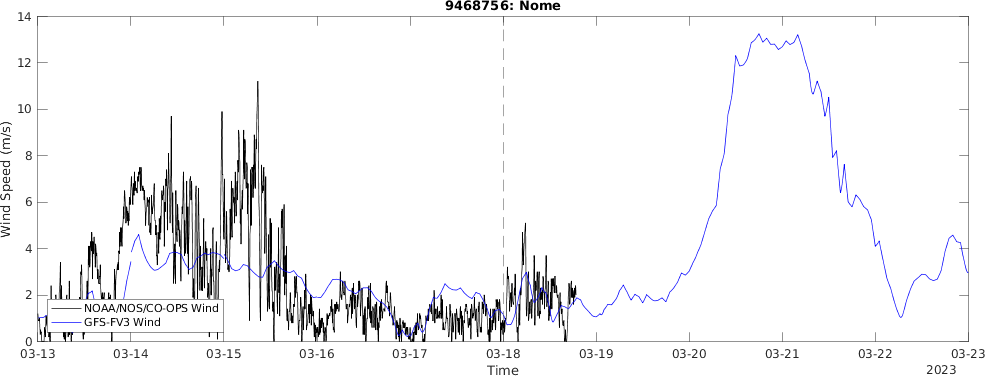 9468756: Nome
Wind Speed (m/s)
14
12
10
8
6
4
2
0
NOAA/NOS/CO-OPS Wind
GFS-FV3 Wind
03-13 03-14 03-15 03-16 03-17 03-18 03-19 03-20 03-21 03-22 03-23
Time
2023